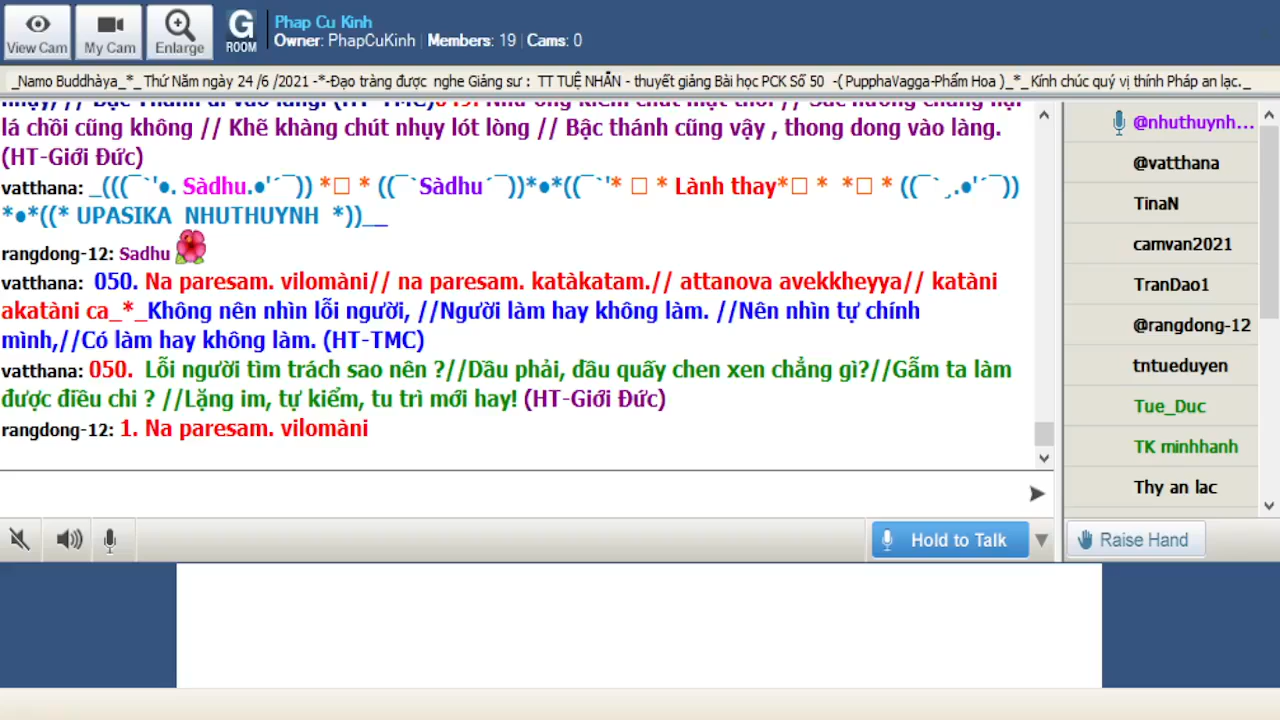 View Cam
My Cam
Enlarge
G
ROOM
Phap Cu Kinh
Owner: PhapCuKinh | Members: 19 | Cams: 0
_Namo Buddhàya_*_ Thứ Năm ngày 24 /6 /2021 -*-Đạo tràng được nghe Giảng sư : TT TUỆ NHẪN - thuyết giảng Bài học PCK Số 50 -( PupphaVagga-Phẩm Hoa )_*_ Kính chúc quý vị thính Pháp an lạc._
lá chồi cũng không // Khẽ khàng chút nhụy lót lòng // Bậc thánh cũng vậy , thong dong vào làng.
(HT-Giới Đức)
vatthana: _(((¯`'•. Sàdhu.•'´¯)) *□ * ((¯`Sàdhu´¯))*•*((¯`'* □ * Lành thay*□ * *□ * ((¯`¸.•'´¯))
*•*((* UPASIKA NHUTHUYNH *))__
rangdong-12: Sadhu
vatthana: 050. Na paresam. vilomàni// na paresam. katàkatam.// attanova avekkheyya// katàni
akatàni ca_*_Không nên nhìn lỗi người, //Người làm hay không làm. //Nên nhìn tự chính
mình,//Có làm hay không làm. (HT-TMC)
vatthana: 050. Lỗi người tìm trách sao nên ?//Dầu phải, đầu quấy chen xen chẳng gì?//Gẫm ta làm
được điều chi ? //Lặng im, tự kiểm, tu trì mới hay! (HT-Giới Đức)
rangdong-12: 1. Na paresam. vilomàni
@nhuthuynh...
@vatthana
TinaN
camvan2021
TranDao1
@rangdong-12
tntueduyen
Tue_Duc
TK minhhanh
Thy an lac
Hold to Talk
Raise Hand